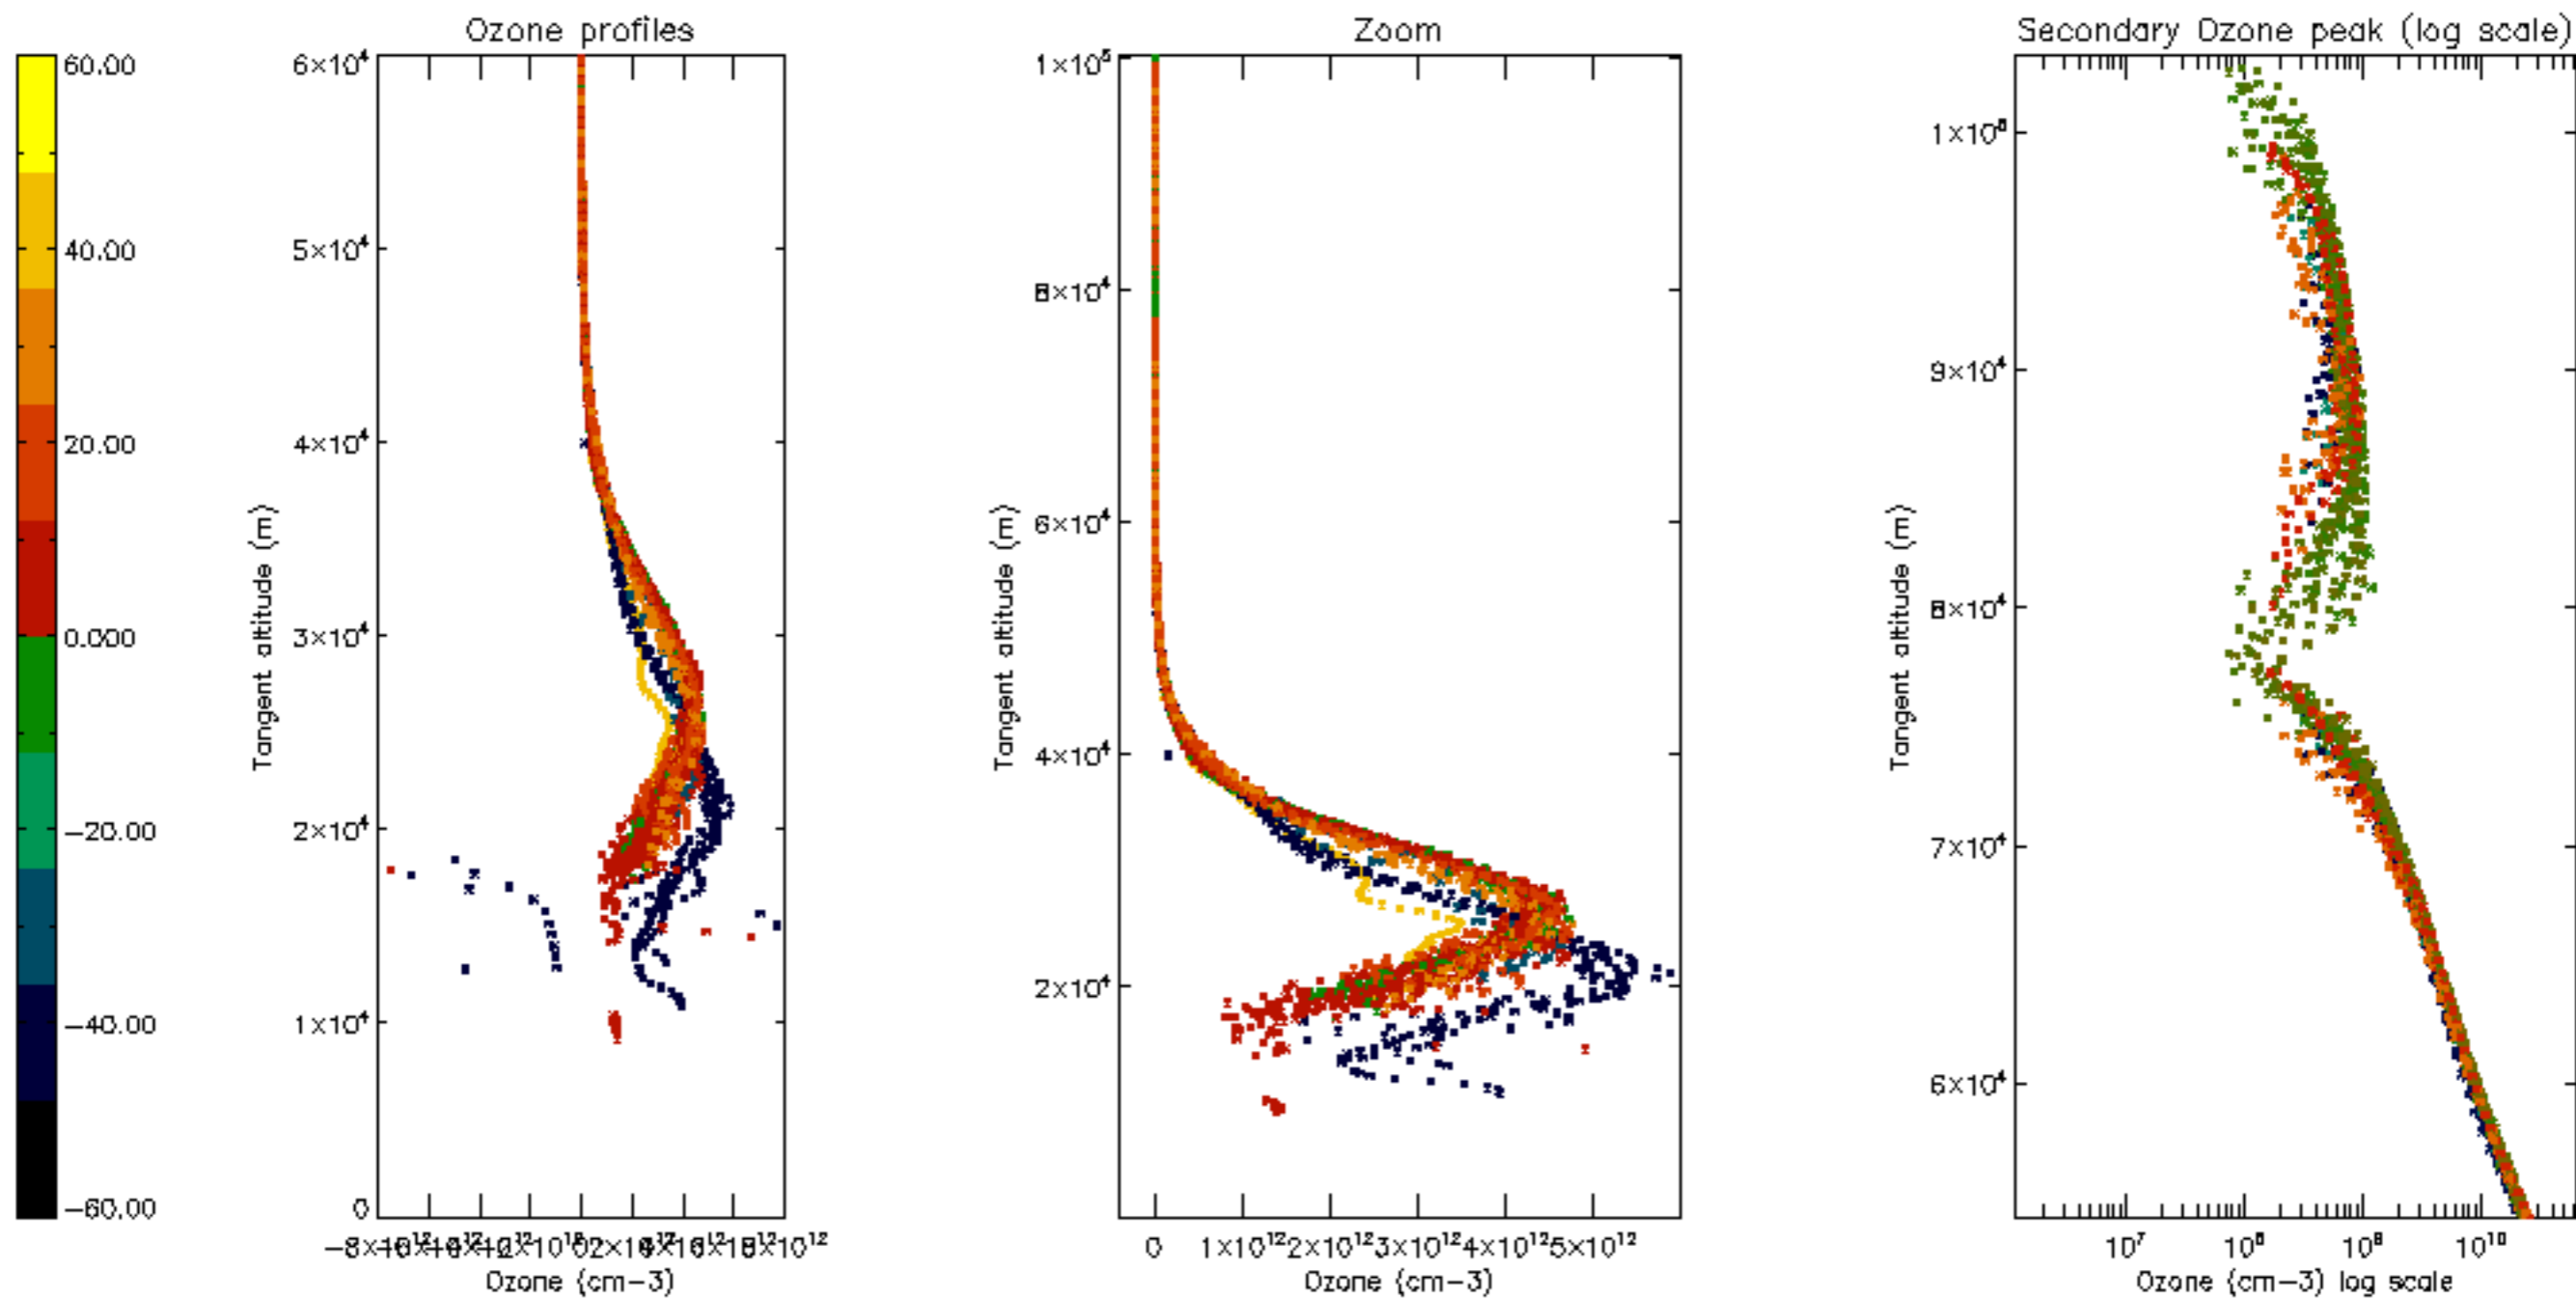 Ozone profiles
Zoom
Secondary Ozone peak (log scale)
60.00
40.00
20.00
0.000
−20.00
−40.00
−60.00
6×10⁴
5×10⁴
4×10⁴
3×10⁴
2×10⁴
1×10⁴
0
Tangent altitude (m)
Ozone (cm−3)
1×10⁵
8×10⁴
6×10⁴
4×10⁴
2×10⁴
Tangent altitude (m)
0 1×10¹² 2×10¹² 3×10¹² 4×10¹² 5×10¹²
Ozone (cm−3)
9×10⁴
8×10⁴
7×10⁴
6×10⁴
Tangent altitude (m)
10⁷ 10⁸ 10⁹ 10¹⁰
Ozone (cm−3) log scale